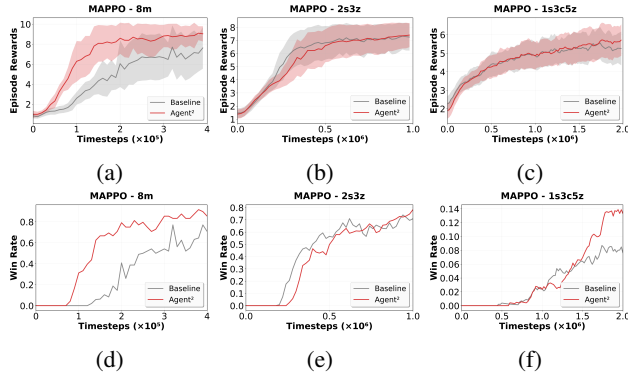 MAPPO - 8m
MAPPO - 2s3z
MAPPO - 1s3c5z
Episode Rewards
10
8
6
4
2
0
1
2
3
4
Baseline
Agent²
Timesteps (×10⁵)
(a)
Episode Rewards
8
7
6
5
4
3
2
1
0.0
0.5
1.0
Baseline
Agent²
Timesteps (×10⁶)
(b)
Episode Rewards
6
5
4
3
2
0.0
0.5
1.0
1.5
2.0
Baseline
Agent²
Timesteps (×10⁶)
(c)
MAPPO - 8m
MAPPO - 2s3z
MAPPO - 1s3c5z
Win Rate
0.8
0.6
0.4
0.2
0.0
0
1
2
3
4
Baseline
Agent²
Timesteps (×10⁵)
(d)
Win Rate
0.8
0.7
0.6
0.5
0.4
0.3
0.2
0.1
0.0
0
0.5
1.0
Baseline
Agent²
Timesteps (×10⁶)
(e)
Win Rate
0.14
0.12
0.10
0.08
0.06
0.04
0.02
0.00
0
0.5
1.0
1.5
2.0
Baseline
Agent²
Timesteps (×10⁶)
(f)